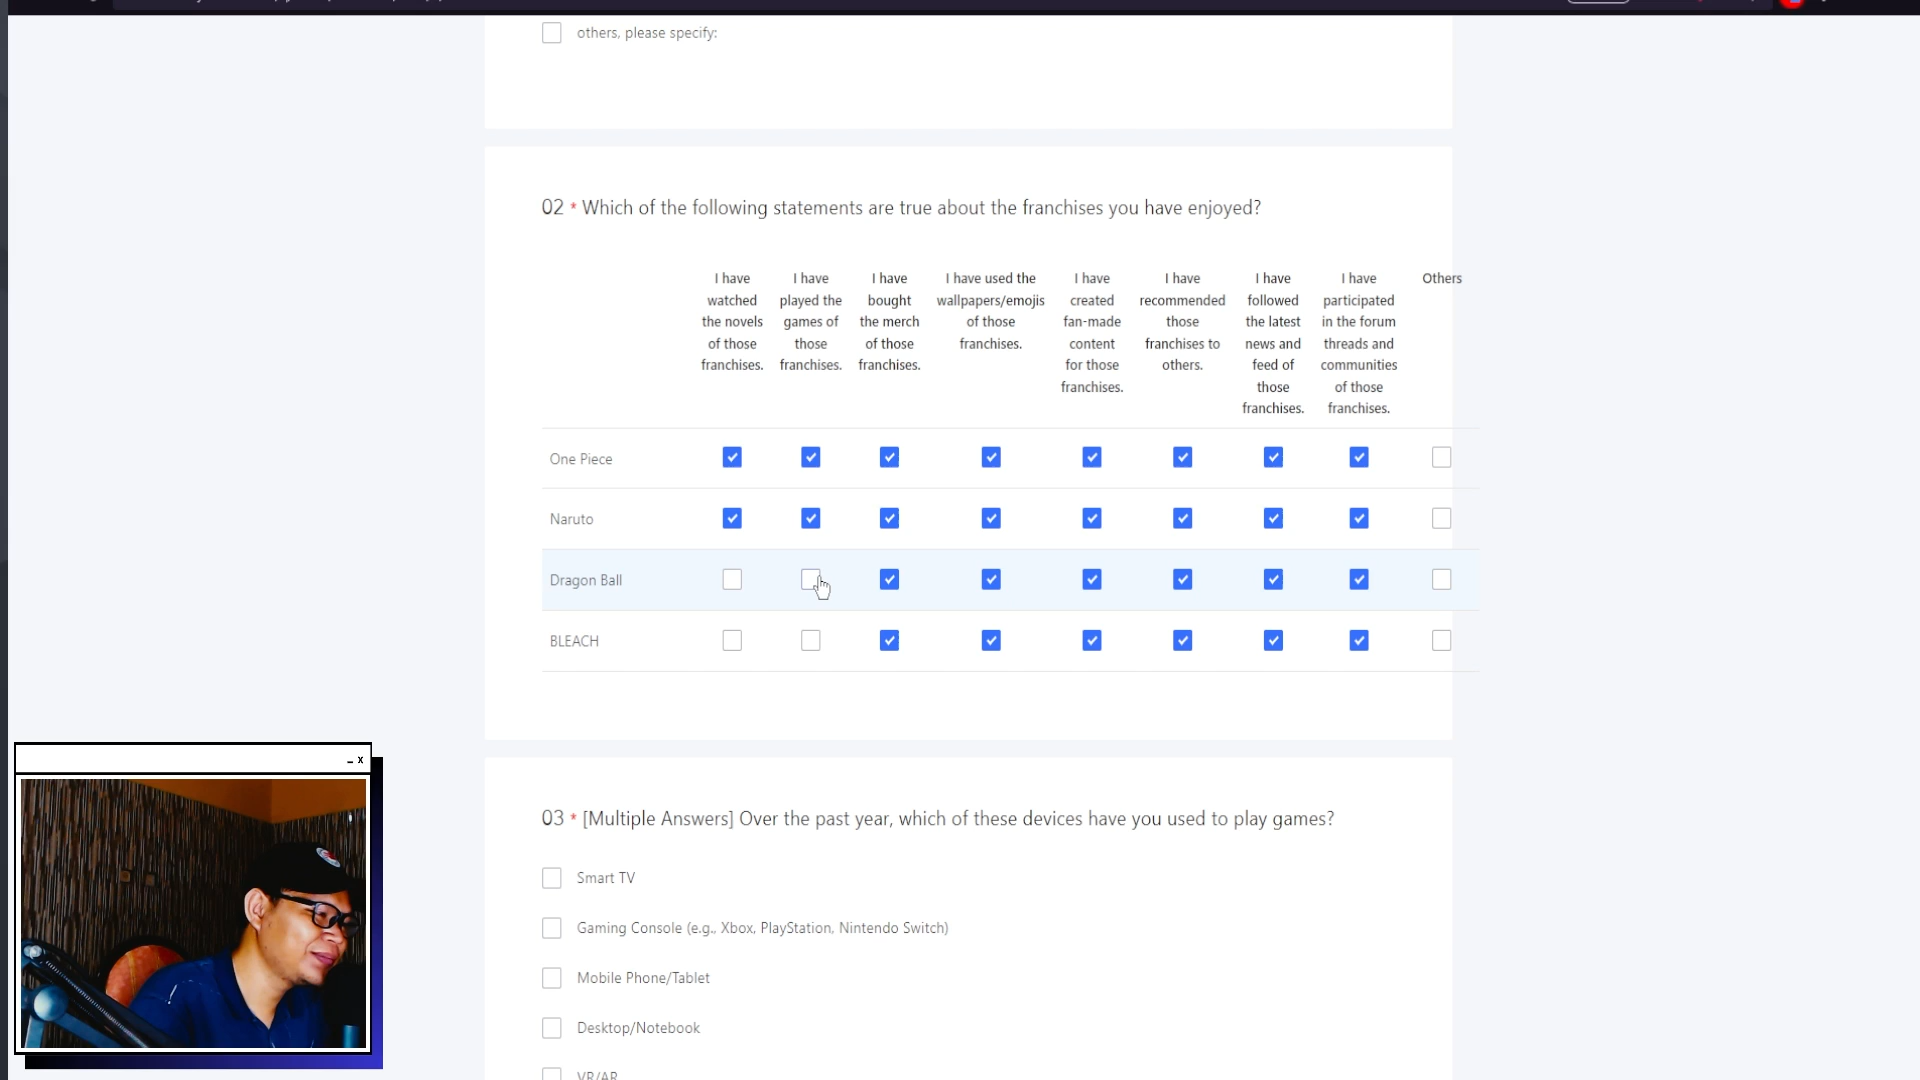 others, please specify:
02 * Which of the following statements are true about the franchises you have enjoyed?
I have watched the novels of those franchises.
I have played the games of those franchises.
I have bought the merch of those franchises.
I have used the wallpapers/emojis of those franchises.
I have created fan-made content for those franchises.
I have recommended those franchises to others.
I have followed the latest news and feed of those franchises.
I have participated in the forum threads and communities of those franchises.
Others
One Piece
Naruto
Dragon Ball
BLEACH
03 * [Multiple Answers] Over the past year, which of these devices have you used to play games?
Smart TV
Gaming Console (e.g., Xbox, PlayStation, Nintendo Switch)
Mobile Phone/Tablet
Desktop/Notebook
VR/AR